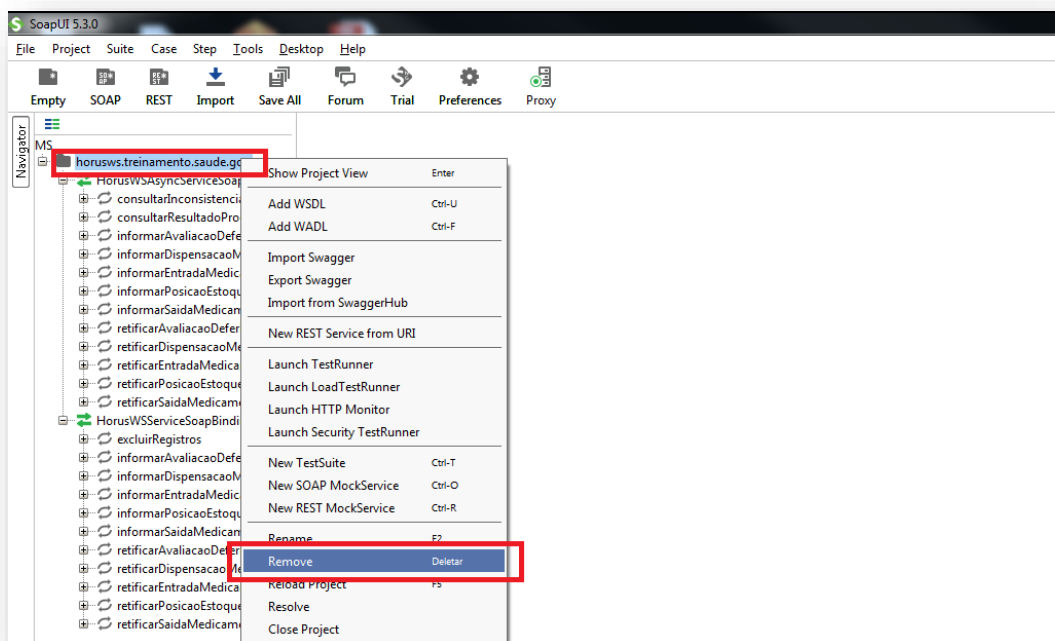 SoapUI 5.3.0
File Project Suite Case Step Tools Desktop Help
Empty SOAP REST Import Save All Forum Trial Preferences Proxy
Navigator
MS
horusws.treinamento.saude.go
HorusWSAsyncServiceSoap
consultarInconsistencia
consultarResultadoPro
informarAvaliacaoDefe
informarDispensacaoM
informarEntradaMedic
informarPosicaoEstoqu
informarSaidaMedicam
retificarAvaliacaoDefer
retificarDispensacaoMe
retificarEntradaMedica
retificarPosicaoEstoque
retificarSaidaMedicame
HorusWSServiceSoapBindi
excluirRegistros
informarAvaliacaoDefe
informarDispensacaoM
informarEntradaMedic
informarPosicaoEstoqu
informarSaidaMedicam
retificarAvaliacaoDefer
retificarDispensacaoMe
retificarEntradaMedica
retificarPosicaoEstoque
retificarSaidaMedicame
Show Project View Enter
Add WSDL Ctrl-U
Add WADL Ctrl-F
Import Swagger
Export Swagger
Import from SwaggerHub
New REST Service from URI
Launch TestRunner
Launch LoadTestRunner
Launch HTTP Monitor
Launch Security TestRunner
New TestSuite Ctrl-T
New SOAP MockService Ctrl-O
New REST MockService Ctrl-R
Rename F2
Remove Deletar
Reload Project F5
Resolve
Close Project